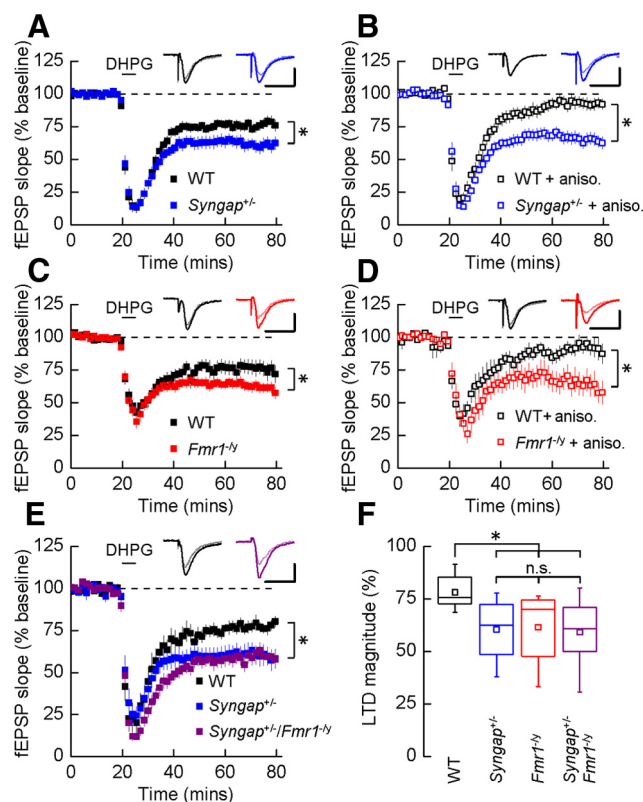 A
DHPG
fEPSP slope (% baseline)
125
100
75
50
25
0
*
WT
Syngap+/-
0 20 40 60 80
Time (mins)
B
DHPG
fEPSP slope (% baseline)
125
100
75
50
25
0
*
WT + aniso.
Syngap+/- + aniso.
0 20 40 60 80
Time (mins)
C
DHPG
fEPSP slope (% baseline)
125
100
75
50
25
0
*
WT
Fmr1-/y
0 20 40 60 80
Time (mins)
D
DHPG
fEPSP slope (% baseline)
125
100
75
50
25
0
*
WT+ aniso.
Fmr1-/y + aniso.
0 20 40 60 80
Time (mins)
E
DHPG
fEPSP slope (% baseline)
125
100
75
50
25
0
*
WT
Syngap+/-
Syngap+/-/Fmr1-/y
0 20 40 60 80
Time (mins)
F
LTD magnitude (%)
100
75
50
25
0
*
n.s.
WT
Syngap+/-
Fmr1-/y
Syngap+/-
Fmr1-/y